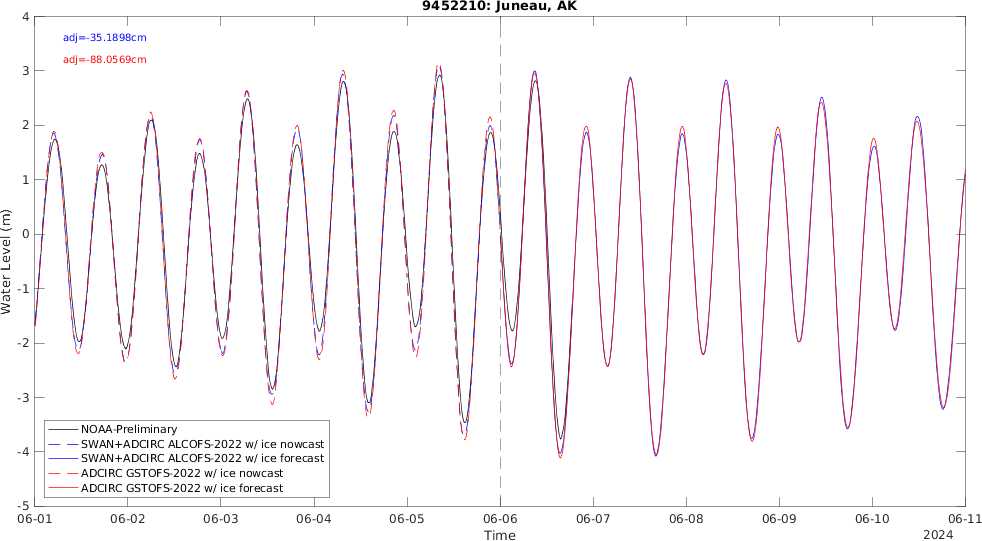 9452210: Juneau, AK
adj=-35.1898cm
adj=-88.0569cm
4
3
2
1
0
-1
-2
-3
-4
-5
Water Level (m)
NOAA-Preliminary
SWAN+ADCIRC ALCOFS-2022 w/ ice nowcast
SWAN+ADCIRC ALCOFS-2022 w/ ice forecast
ADCIRC GSTOFS-2022 w/ ice nowcast
ADCIRC GSTOFS-2022 w/ ice forecast
06-01 06-02 06-03 06-04 06-05 06-06 06-07 06-08 06-09 06-10 06-11
Time
2024